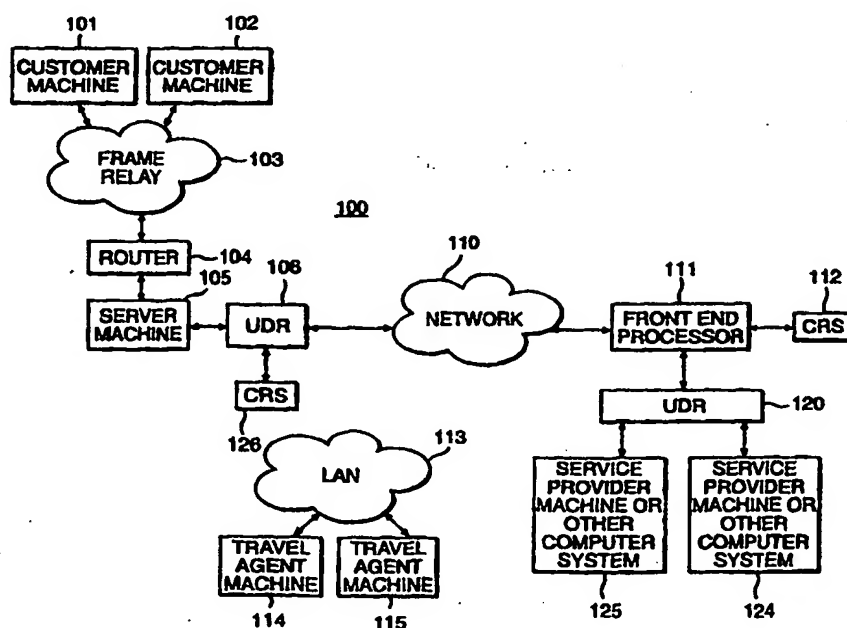 101
102
CUSTOMER
MACHINE
CUSTOMER
MACHINE
FRAME
RELAY
103
100
ROUTER
104
105
SERVER
MACHINE
106
UDR
CRS
126
110
NETWORK
111
FRONT END
PROCESSOR
112
CRS
UDR
120
113
LAN
TRAVEL
AGENT
MACHINE
TRAVEL
AGENT
MACHINE
114
115
SERVICE
PROVIDER
MACHINE OR
OTHER
COMPUTER
SYSTEM
SERVICE
PROVIDER
MACHINE OR
OTHER
COMPUTER
SYSTEM
125
124